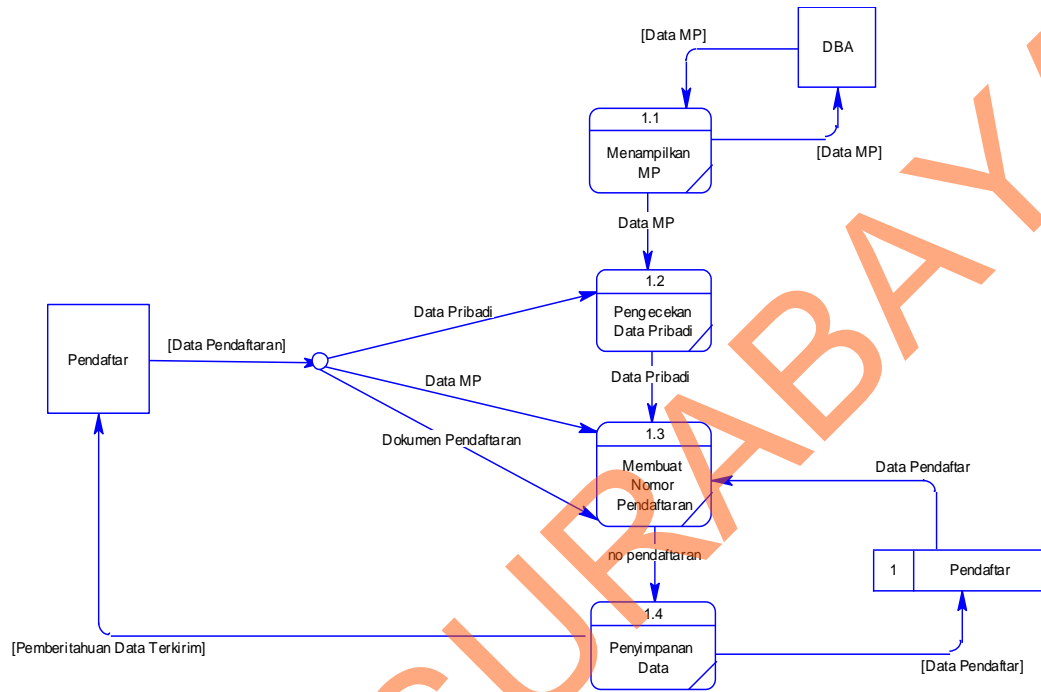 [Data MP]
DBA
1.1
Menampilkan
MP
[Data MP]
Data MP
1.2
Pengecekan
Data Pribadi
Data Pribadi
Pendaftar
[Data Pendaftaran]
Data MP
Data Pribadi
Dokumen Pendaftaran
1.3
Membuat
Nomor
Pendaftaran
Data Pendaftar
no pendaftaran
1
Pendaftar
1.4
Penyimpanan
Data
[Pemberitahuan Data Terkirim]
[Data Pendaftar]
SURABAYA